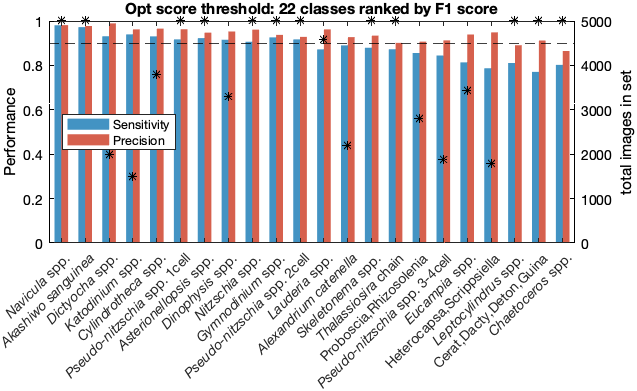 Opt score threshold: 22 classes ranked by F1 score
1
0.8
0.6
0.4
0.2
0
Performance
Sensitivity
Precision
5000
4000
3000
2000
1000
0
total images in set
Navicula spp.
Akashiwo sanguinea
Dictyocha spp.
Katodinium spp.
Cylindrotheca spp.
Pseudo-nitzschia spp. 1cell
Asterionellopsis spp.
Dinophysis spp.
Nitzschia spp.
Gymnodinium spp.
Pseudo-nitzschia spp. 2cell
Lauderia spp.
Alexandrium catenella
Skeletonema spp.
Thalassiosira chain
Proboscia,Rhizosolenia
Pseudo-nitzschia spp. 3-4cell
Eucampia spp.
Heterocapsa,Scrippsiella
Leptocylindrus spp.
Cerat,Dacty,Deton,Guina
Chaetoceros spp.